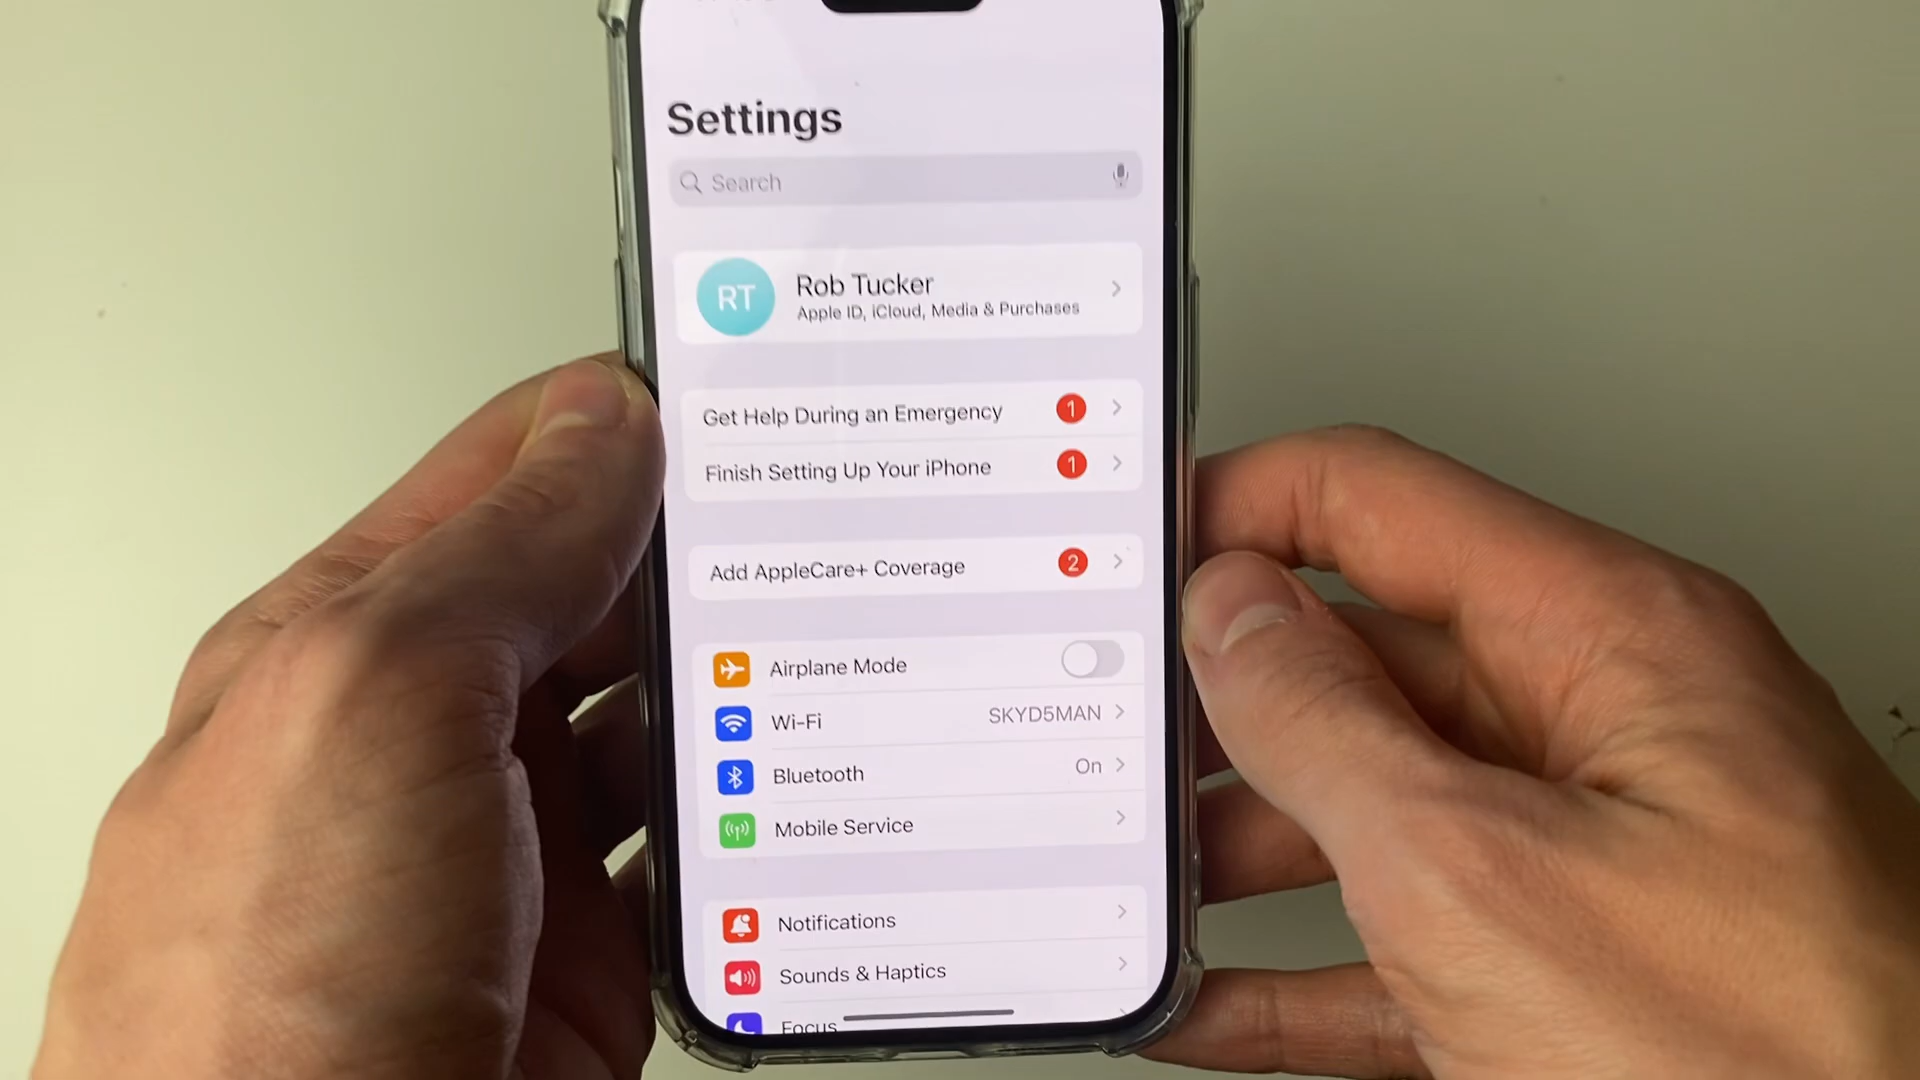 Settings
Search
RT
Rob Tucker
Apple ID, iCloud, Media & Purchases
Get Help During an Emergency 1
Finish Setting Up Your iPhone 1
Add AppleCare+ Coverage 2
Airplane Mode
Wi-Fi SKYD5MAN
Bluetooth On
Mobile Service
Notifications
Sounds & Haptics
Focus